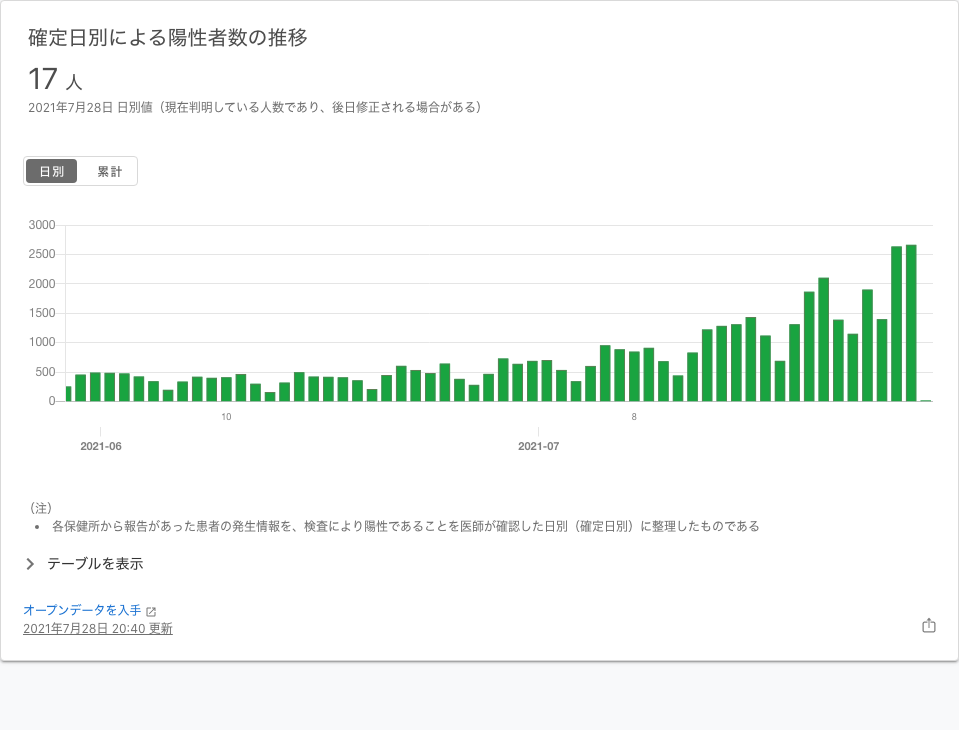 確定日別による陽性者数の推移
17 人
2021年7月28日 日別値（現在判明している人数であり、後日修正される場合がある）
日別 累計
3000
2500
2000
1500
1000
500
0
10 8
2021-06 2021-07
（注）
• 各保健所から報告があった患者の発生情報を、検査により陽性であることを医師が確認した日別（確定日別）に整理したものである
テーブルを表示
オープンデータを入手
2021年7月28日 20:40 更新